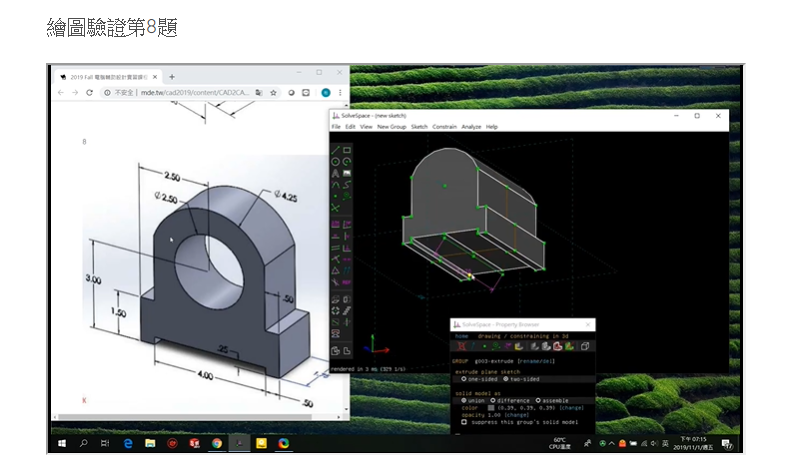 繪圖驗證第8題
2019 Fall 電腦輔助設計實習課程
不安全 | mde.tw/cad2019/content/CAD2CA...
B
2.50
Ø2.50
Ø4.25
3.00
1.50
.50
.25
4.00
.50
K
SolveSpace - (new sketch)
File Edit View New Group Sketch Constrain Analyze Help
rendered in 3 ms (329 1/s)
SolveSpace - Property Browser
home drawing / constraining in 3d
GROUP g003-extrude [rename/del]
extrude plane sketch
one-sided two-sided
solid model as
union difference assemble
color (0.39, 0.39, 0.39) [change]
opacity 1.00 [change]
suppress this group's solid model
60°C
CPU溫度
英
下午 07:15
2019/11/1/週五